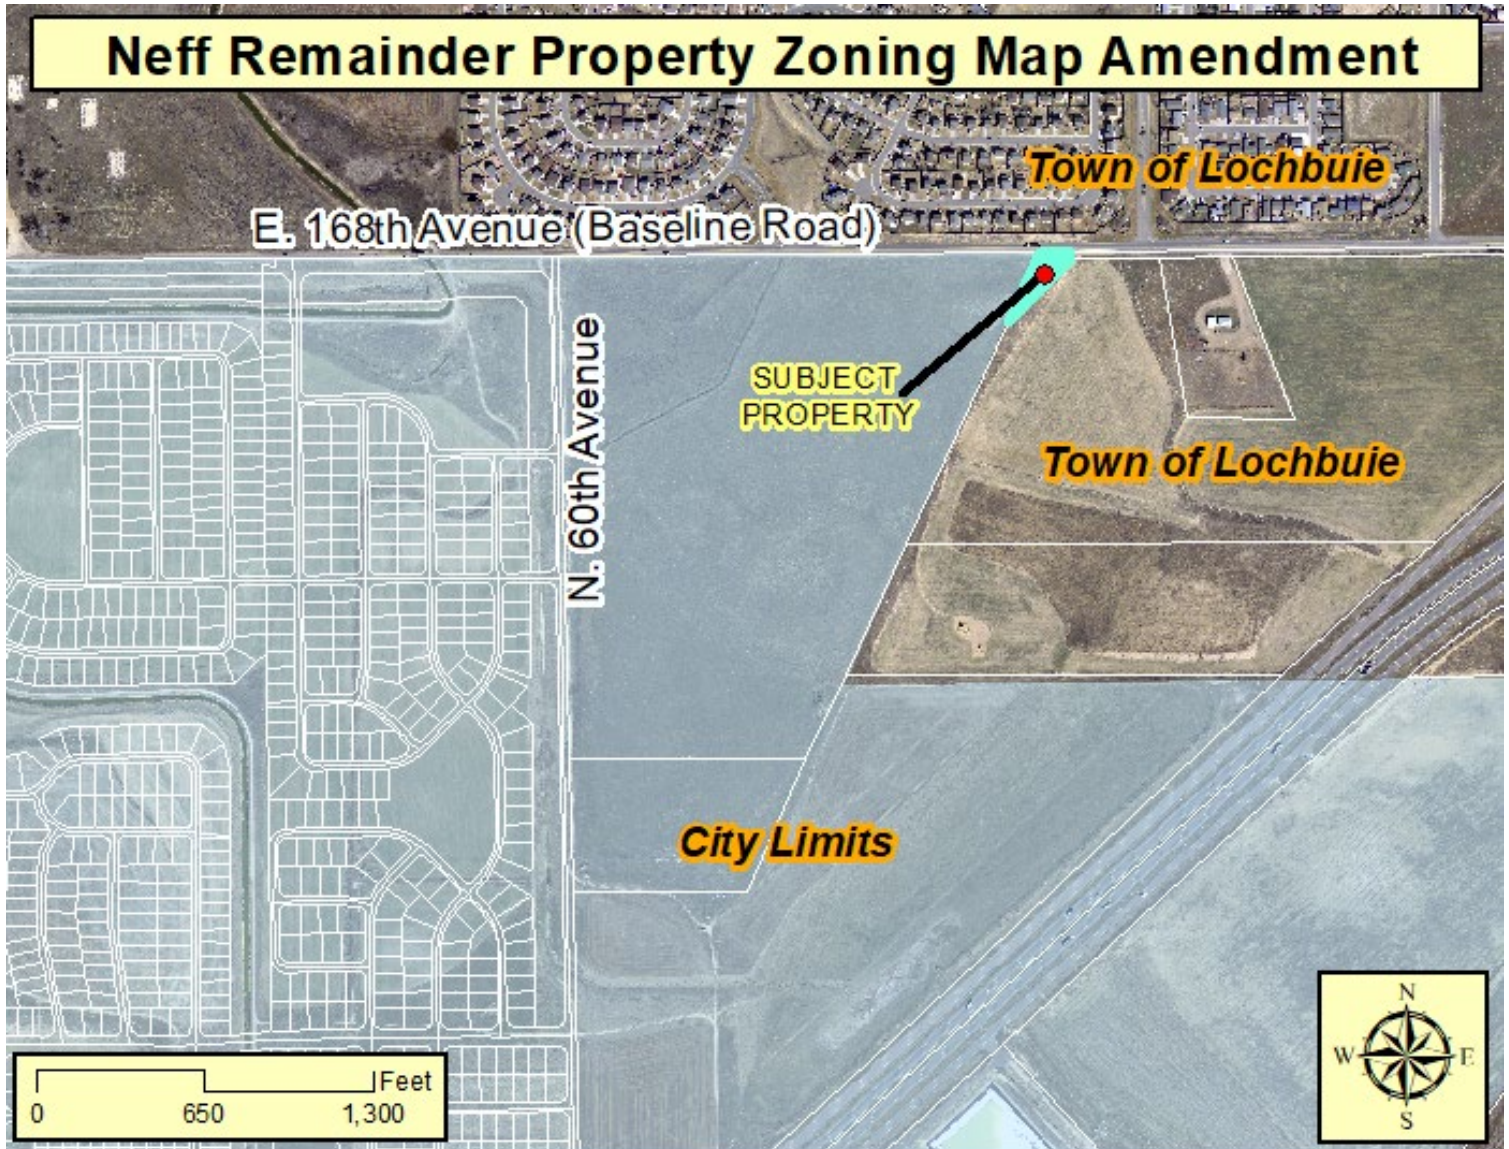 Neff Remainder Property Zoning Map Amendment
Town of Lochbuie
E. 168th Avenue (Baseline Road)
N. 60th Avenue
SUBJECT
PROPERTY
Town of Lochbuie
City Limits
Feet
0 650 1,300
N
W E
S